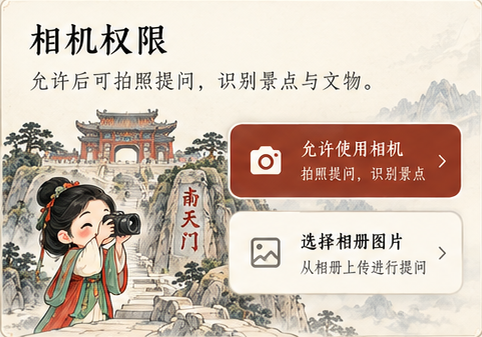 相机权限
允许后可拍照提问，识别景点与文物。
允许使用相机
拍照提问，识别景点
南天门
选择相册图片
从相册上传进行提问